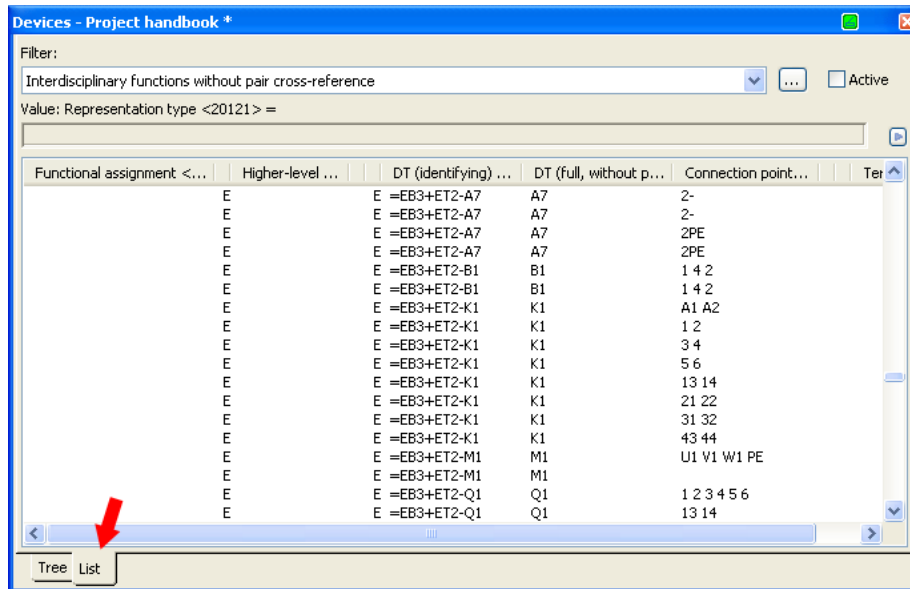 Devices - Project handbook *
Filter:
Interdisciplinary functions without pair cross-reference ... Active
Value: Representation type <20121> =
Functional assignment <... Higher-level ... DT (identifying) ... DT (full, without p... Connection point... Ter
E E =EB3+ET2-A7 A7 2-
E E =EB3+ET2-A7 A7 2-
E E =EB3+ET2-A7 A7 2PE
E E =EB3+ET2-A7 A7 2PE
E E =EB3+ET2-B1 B1 1 4 2
E E =EB3+ET2-B1 B1 1 4 2
E E =EB3+ET2-K1 K1 A1 A2
E E =EB3+ET2-K1 K1 1 2
E E =EB3+ET2-K1 K1 3 4
E E =EB3+ET2-K1 K1 5 6
E E =EB3+ET2-K1 K1 13 14
E E =EB3+ET2-K1 K1 21 22
E E =EB3+ET2-K1 K1 31 32
E E =EB3+ET2-K1 K1 43 44
E E =EB3+ET2-M1 M1 U1 V1 W1 PE
E E =EB3+ET2-M1 M1
E E =EB3+ET2-Q1 Q1 1 2 3 4 5 6
E E =EB3+ET2-Q1 Q1 13 14
Tree List